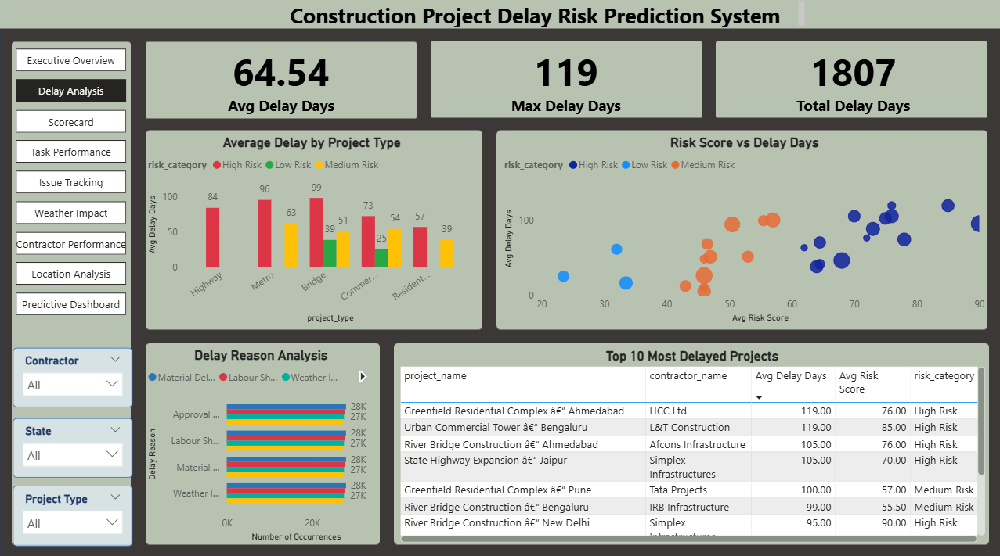 Construction Project Delay Risk Prediction System
Executive Overview
Delay Analysis
Scorecard
Task Performance
Issue Tracking
Weather Impact
Contractor Performance
Location Analysis
Predictive Dashboard
Contractor
All
State
All
Project Type
All
64.54
Avg Delay Days
119
Max Delay Days
1807
Total Delay Days
Average Delay by Project Type
risk_category High Risk Low Risk Medium Risk
Avg Delay Days
100
50
0
84
96
63
99
39
51
73
25
54
57
39
Highway
Metro
Bridge
Commer...
Resident...
project_type
Risk Score vs Delay Days
risk_category High Risk Low Risk Medium Risk
Avg Delay Days
100
0
20 30 40 50 60 70 80 90
Avg Risk Score
Delay Reason Analysis
Material Del... Labour Sh... Weather I...
Delay Reason
Approval ... 28K
27K
Labour Sh... 28K
27K
Material ... 28K
27K
Weather I... 28K
27K
0K 20K
Number of Occurrences
Top 10 Most Delayed Projects
project_name contractor_name Avg Delay Days Avg Risk Score risk_category
Greenfield Residential Complex â€“ Ahmedabad HCC Ltd 119.00 76.00 High Risk
Urban Commercial Tower â€“ Bengaluru L&T Construction 119.00 85.00 High Risk
River Bridge Construction â€“ Ahmedabad Afcons Infrastructure 105.00 76.00 High Risk
State Highway Expansion â€“ Jaipur Simplex Infrastructures 105.00 70.00 High Risk
Greenfield Residential Complex â€“ Pune Tata Projects 100.00 57.00 Medium Risk
River Bridge Construction â€“ Bengaluru IRB Infrastructure 99.00 55.50 Medium Risk
River Bridge Construction â€“ New Delhi Simplex 95.00 90.00 High Risk